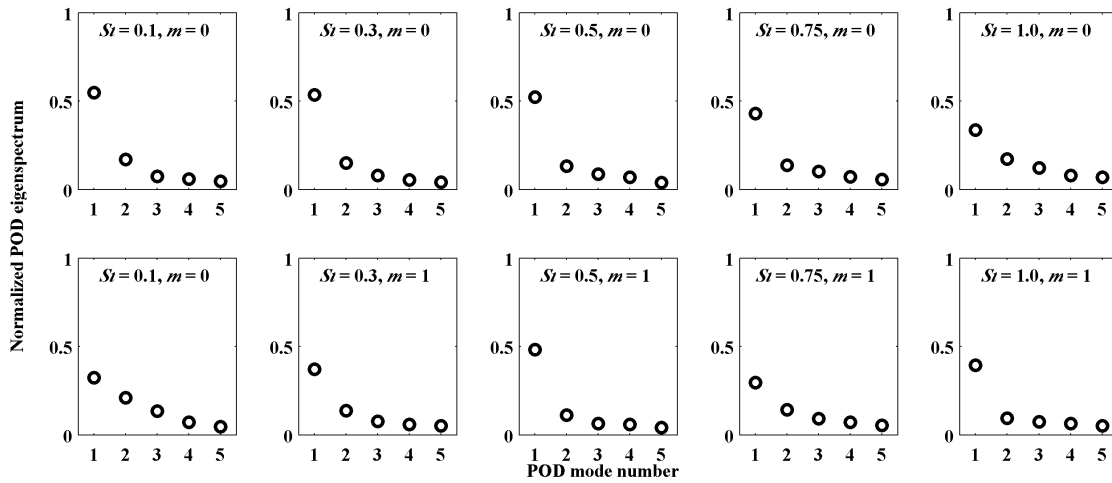 Normalized POD eigenspectrum
1
St = 0.1, m = 0
0.5
0
1 2 3 4 5
1
St = 0.3, m = 0
0.5
0
1 2 3 4 5
1
St = 0.5, m = 0
0.5
0
1 2 3 4 5
1
St = 0.75, m = 0
0.5
0
1 2 3 4 5
1
St = 1.0, m = 0
0.5
0
1 2 3 4 5
1
St = 0.1, m = 0
0.5
0
1 2 3 4 5
1
St = 0.3, m = 1
0.5
0
1 2 3 4 5
1
St = 0.5, m = 1
0.5
0
1 2 3 4 5
1
St = 0.75, m = 1
0.5
0
1 2 3 4 5
1
St = 1.0, m = 1
0.5
0
1 2 3 4 5
POD mode number